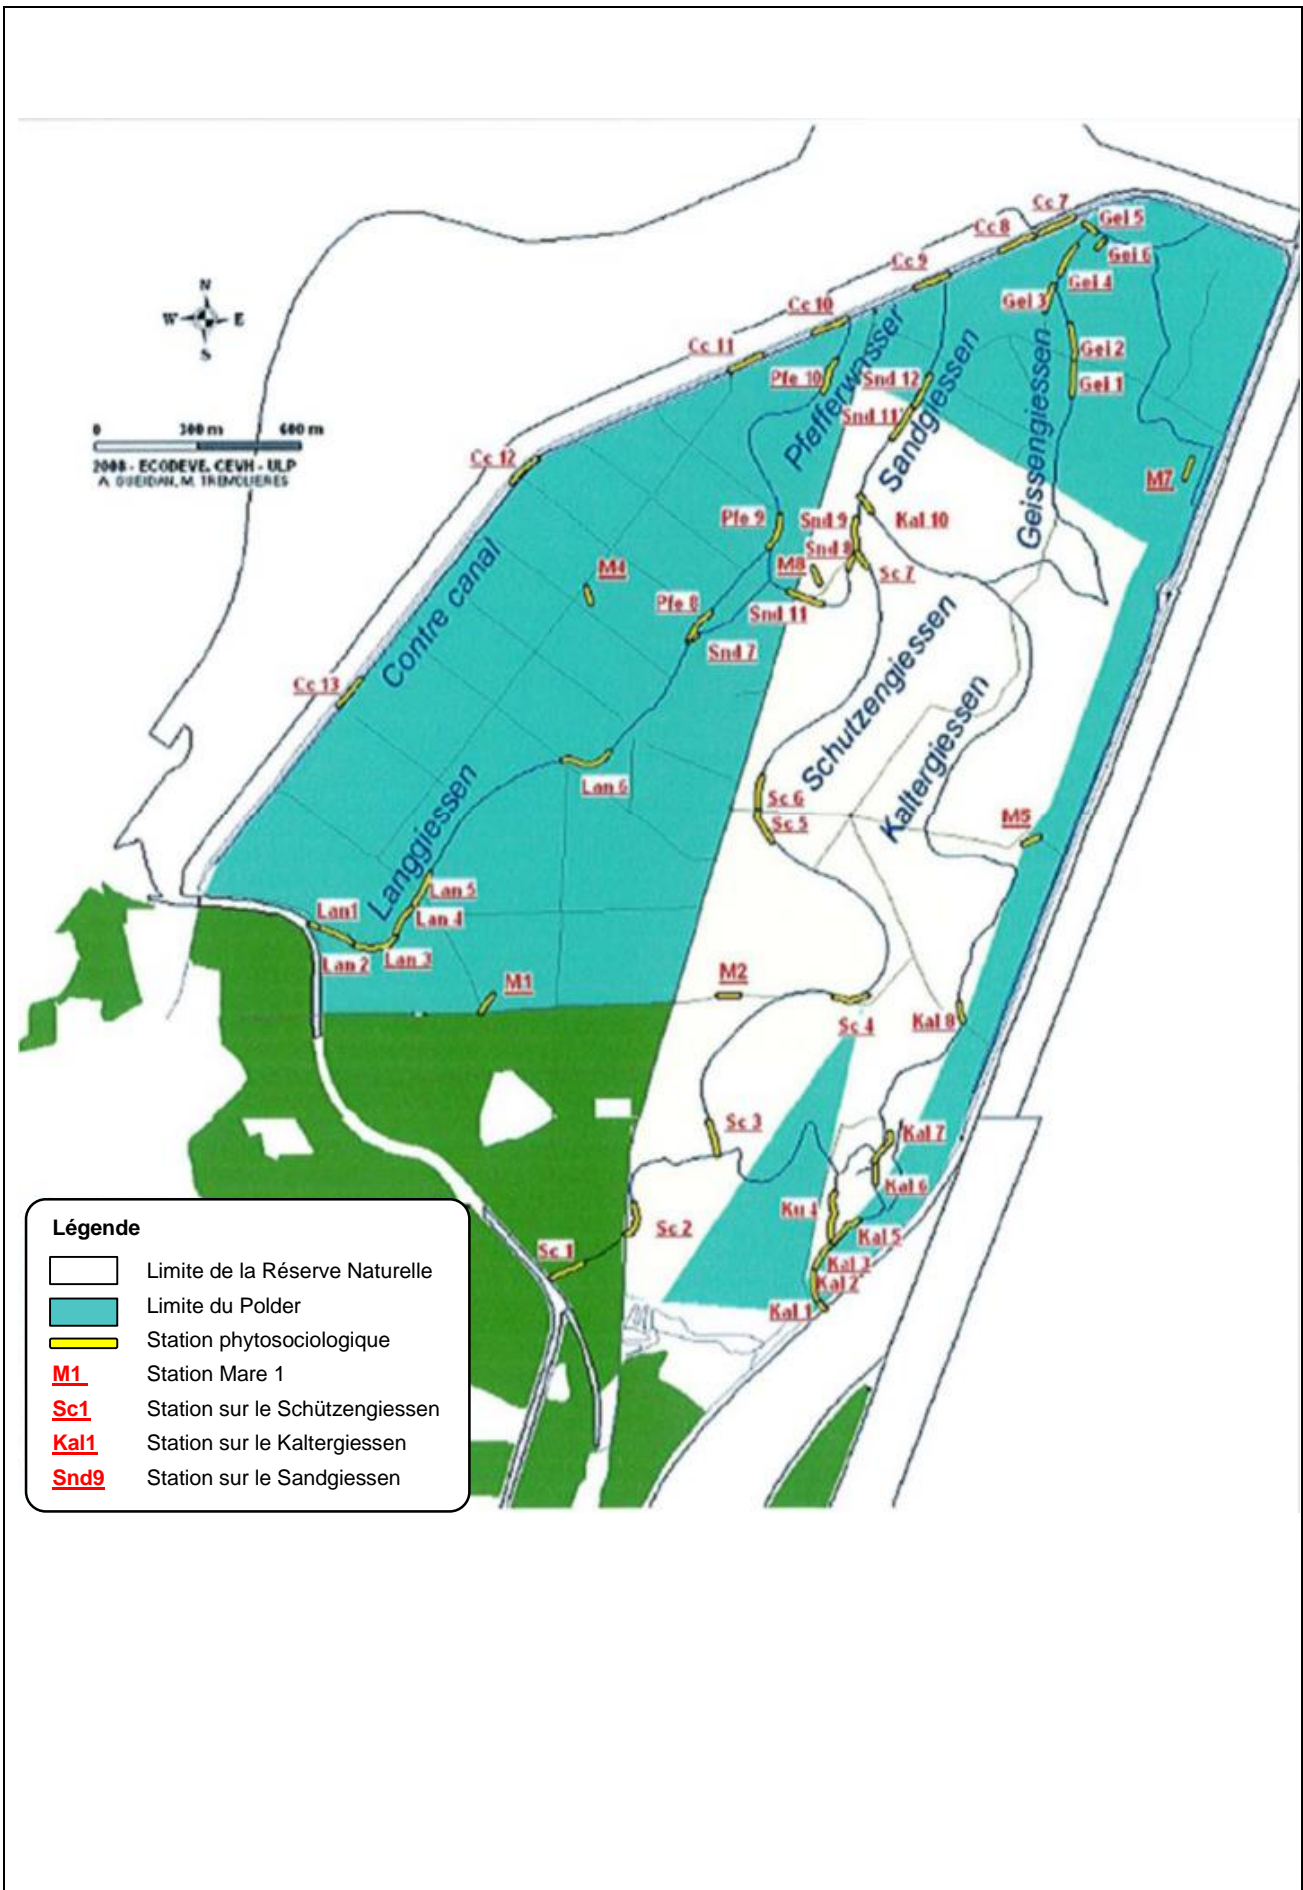 Cc 7
Gei 5
Cc 8
Gei 6
Cc 9
Gei 4
N
W E
S
Gei 3
Cc 10
Cc 11
Pfefferwasser
Sandgiessen
Geissengiessen
Gei 2
Pfe 10
Snd 12
Gei 1
Snd 11'
0 300 m 600 m
2008 - ECODEVE, CEVH - ULP
Cc 12
M7
Pfe 9
Snd 9
Kal 10
Snd 8
M4
M8
Sc 7
Contre canal
Pfe 8
Snd 11
Snd 7
Schutzengiessen
Cc 13
Kaltergiessen
Lan 6
Sc 6
Sc 5
M5
Langgiessen
Lan 5
Lan1
Lan 4
Lan 2
Lan 3
M1
M2
Sc 4
Kal 8
Sc 3
Kal 7
Kal 6
Ku 4
Sc 2
Kal 5
Sc 1
Kal 3
Kal 2'
Kal 1
Légende
Limite de la Réserve Naturelle
Limite du Polder
Station phytosociologique
M1 Station Mare 1
Sc1 Station sur le Schützengiessen
Kal1 Station sur le Kaltergiessen
Snd9 Station sur le Sandgiessen